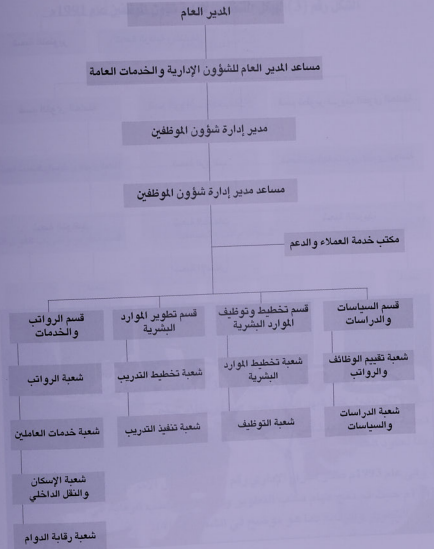 المدير العام
مساعد المدير العام للشؤون الإدارية والخدمات العامة
مدير إدارة شؤون الموظفين
مساعد مدير إدارة شؤون الموظفين
مكتب خدمة العملاء والدعم
قسم السياسات
والدراسات
شعبة تقييم الوظائف
والرواتب
شعبة الدراسات
والسياسات
قسم تخطيط وتوظيف
الموارد البشرية
شعبة تخطيط الموارد
البشرية
شعبة التوظيف
قسم تطوير الموارد
البشرية
شعبة تخطيط التدريب
شعبة تنفيذ التدريب
قسم الرواتب
والخدمات
شعبة الرواتب
شعبة خدمات العاملين
شعبة الإسكان
والنقل الداخلي
شعبة رقابة الدوام